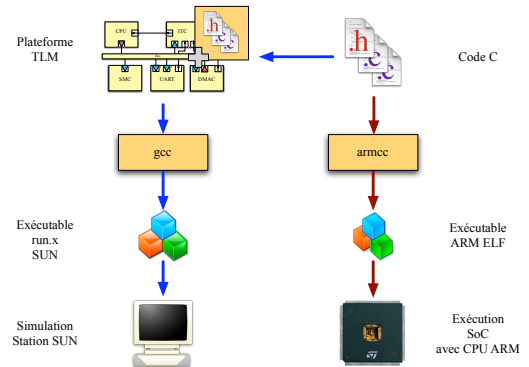 Plateforme
TLM
CPU
ITC
SMC
UART
DMAC
.h
.c
.c
.h
.c
.c
Code C
gcc
armcc
Exécutable
run.x
SUN
Exécutable
ARM ELF
Simulation
Station SUN
Exécution
SoC
avec CPU ARM